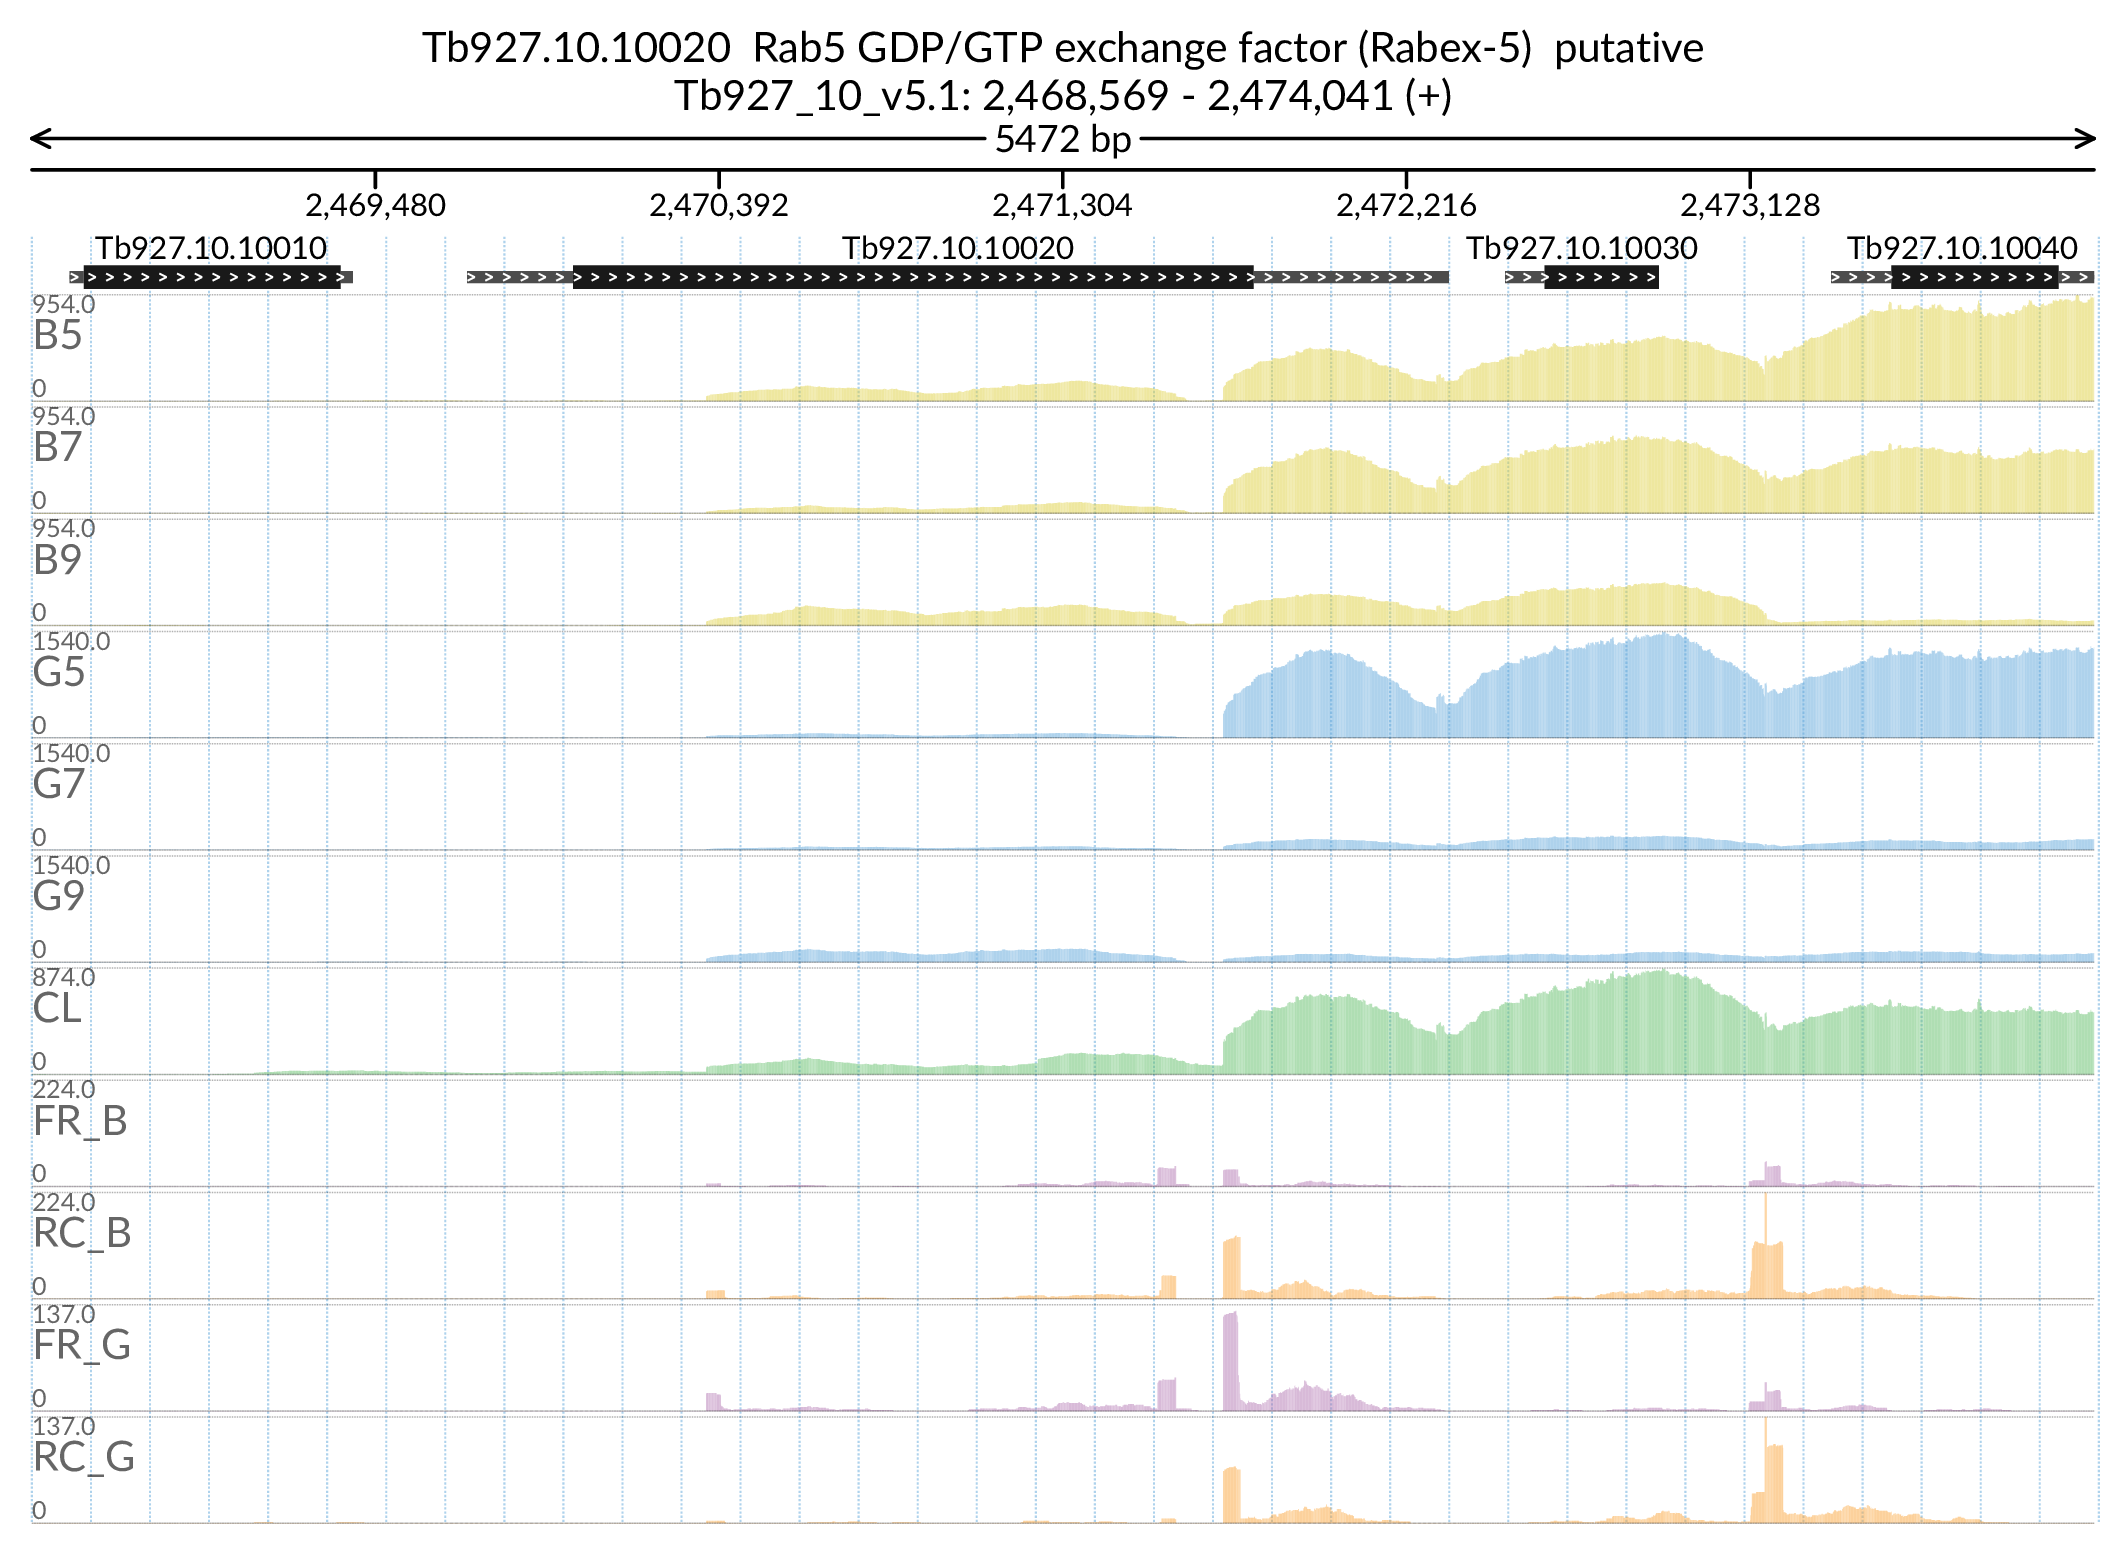 Tb927.10.10020  Rab5 GDP/GTP exchange factor (Rabex-5)  putative
Tb927_10_v5.1: 2,468,569 - 2,474,041 (+)
5472 bp
2,469,480 2,470,392 2,471,304 2,472,216 2,473,128
Tb927.10.10010 Tb927.10.10020 Tb927.10.10030 Tb927.10.10040
954.0
B5
0
954.0
B7
0
954.0
B9
0
1540.0
G5
0
1540.0
G7
0
1540.0
G9
0
874.0
CL
0
224.0
FR_B
0
224.0
RC_B
0
137.0
FR_G
0
137.0
RC_G
0